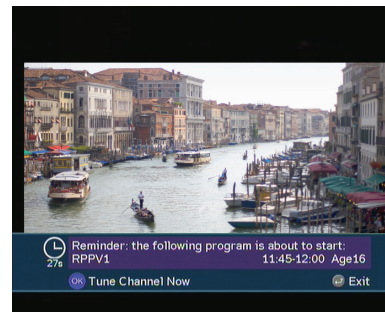 Reminder: the following program is about to start:
27s RPPV1 11:45-12:00 Age16
OK Tune Channel Now Exit